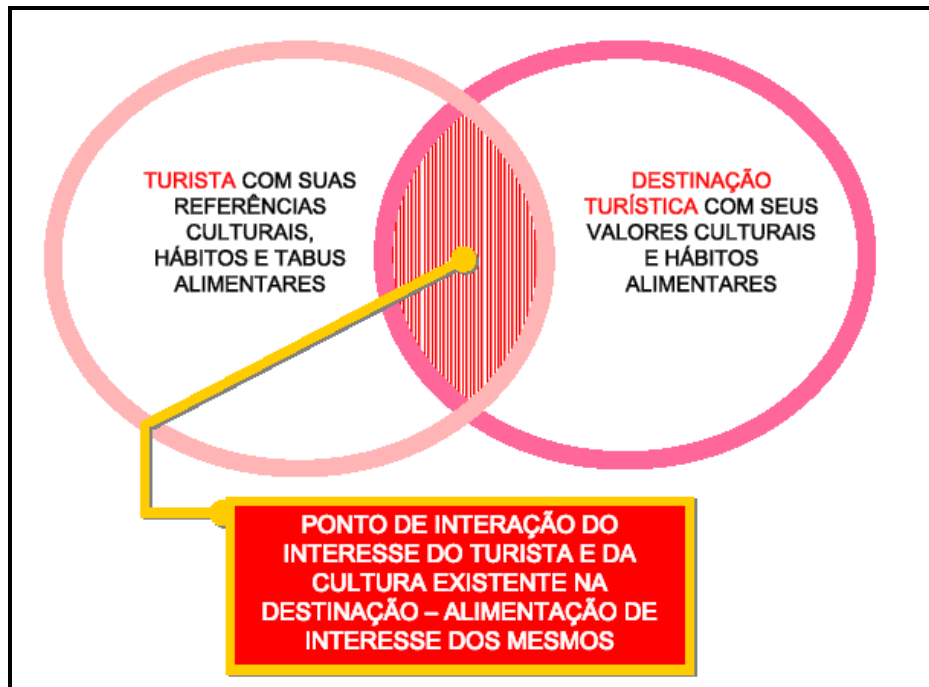 TURISTA COM SUAS
REFERÊNCIAS
CULTURAIS,
HÁBITOS E TABUS
ALIMENTARES
DESTINAÇÃO
TURÍSTICA COM SEUS
VALORES CULTURAIS
E HÁBITOS
ALIMENTARES
PONTO DE INTERAÇÃO DO
INTERESSE DO TURISTA E DA
CULTURA EXISTENTE NA
DESTINAÇÃO – ALIMENTAÇÃO DE
INTERESSE DOS MESMOS